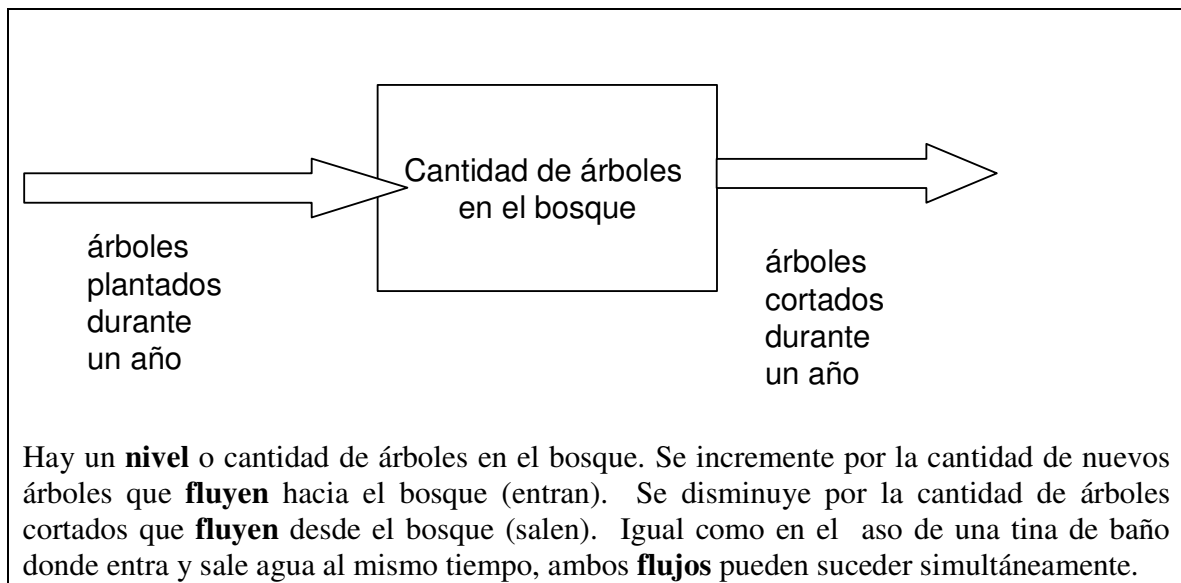 Cantidad de árboles
en el bosque
árboles
plantados
durante
un año
árboles
cortados
durante
un año
Hay un nivel o cantidad de árboles en el bosque. Se incremente por la cantidad de nuevos
árboles que fluyen hacia el bosque (entran). Se disminuye por la cantidad de árboles
cortados que fluyen desde el bosque (salen). Igual como en el aso de una tina de baño
donde entra y sale agua al mismo tiempo, ambos flujos pueden suceder simultáneamente.